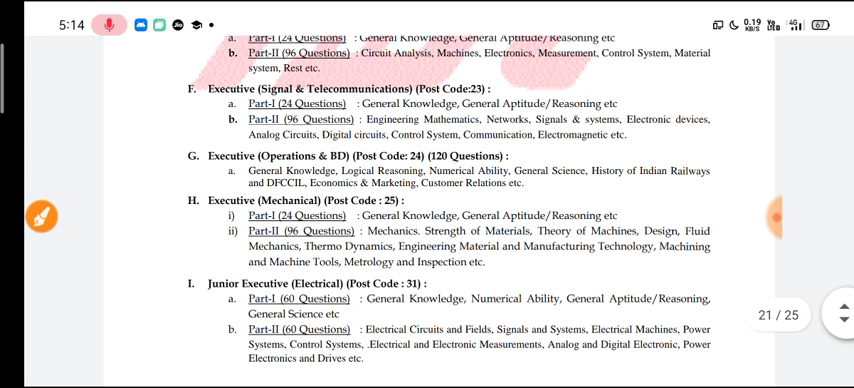 5:14 Jio 0.19 KB/S Vo LTE 4G 67
a. Part-I (24 Questions) : General Knowledge, General Aptitude/Reasoning etc
b. Part-II (96 Questions) : Circuit Analysis, Machines, Electronics, Measurement, Control System, Material
system, Rest etc.
F. Executive (Signal & Telecommunications) (Post Code:23) :
a. Part-I (24 Questions) : General Knowledge, General Aptitude/Reasoning etc
b. Part-II (96 Questions) : Engineering Mathematics, Networks, Signals & systems, Electronic devices,
Analog Circuits, Digital circuits, Control System, Communication, Electromagnetic etc.
G. Executive (Operations & BD) (Post Code: 24) (120 Questions) :
a. General Knowledge, Logical Reasoning, Numerical Ability, General Science, History of Indian Railways
and DFCCIL, Economics & Marketing, Customer Relations etc.
H. Executive (Mechanical) (Post Code : 25) :
i) Part-I (24 Questions) : General Knowledge, General Aptitude/Reasoning etc
ii) Part-II (96 Questions) : Mechanics. Strength of Materials, Theory of Machines, Design, Fluid
Mechanics, Thermo Dynamics, Engineering Material and Manufacturing Technology, Machining
and Machine Tools, Metrology and Inspection etc.
I. Junior Executive (Electrical) (Post Code : 31) :
a. Part-I (60 Questions) : General Knowledge, Numerical Ability, General Aptitude/Reasoning,
General Science etc
b. Part-II (60 Questions) : Electrical Circuits and Fields, Signals and Systems, Electrical Machines, Power
Systems, Control Systems, .Electrical and Electronic Measurements, Analog and Digital Electronic, Power
Electronics and Drives etc.
21 / 25